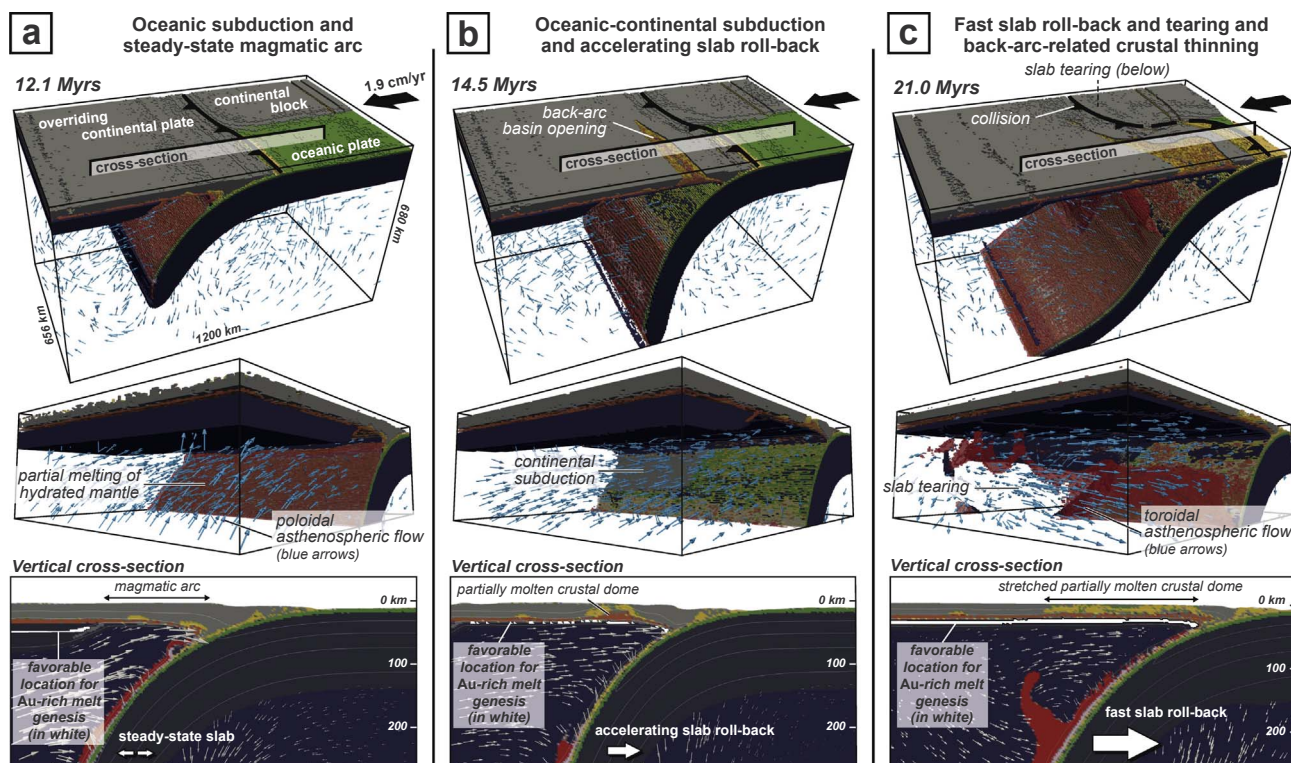 a
Oceanic subduction and
steady-state magmatic arc
12.1 Myrs
1.9 cm/yr
overriding
continental plate
continental
block
oceanic plate
cross-section
656 km
1200 km
680 km
partial melting of
hydrated mantle
poloidal
asthenospheric flow
(blue arrows)
Vertical cross-section
magmatic arc
0 km
100
200
favorable
location for
Au-rich melt
genesis
(in white)
steady-state slab
b
Oceanic-continental subduction
and accelerating slab roll-back
14.5 Myrs
back-arc
basin opening
cross-section
continental
subduction
Vertical cross-section
partially molten crustal dome
0 km
100
200
favorable
location for
Au-rich melt
genesis
(in white)
accelerating slab roll-back
c
Fast slab roll-back and tearing and
back-arc-related crustal thinning
21.0 Myrs
slab tearing (below)
collision
cross-section
slab tearing
toroidal
asthenospheric flow
(blue arrows)
Vertical cross-section
stretched partially molten crustal dome
0 km
100
200
favorable
location for
Au-rich melt
genesis
(in white)
fast slab roll-back